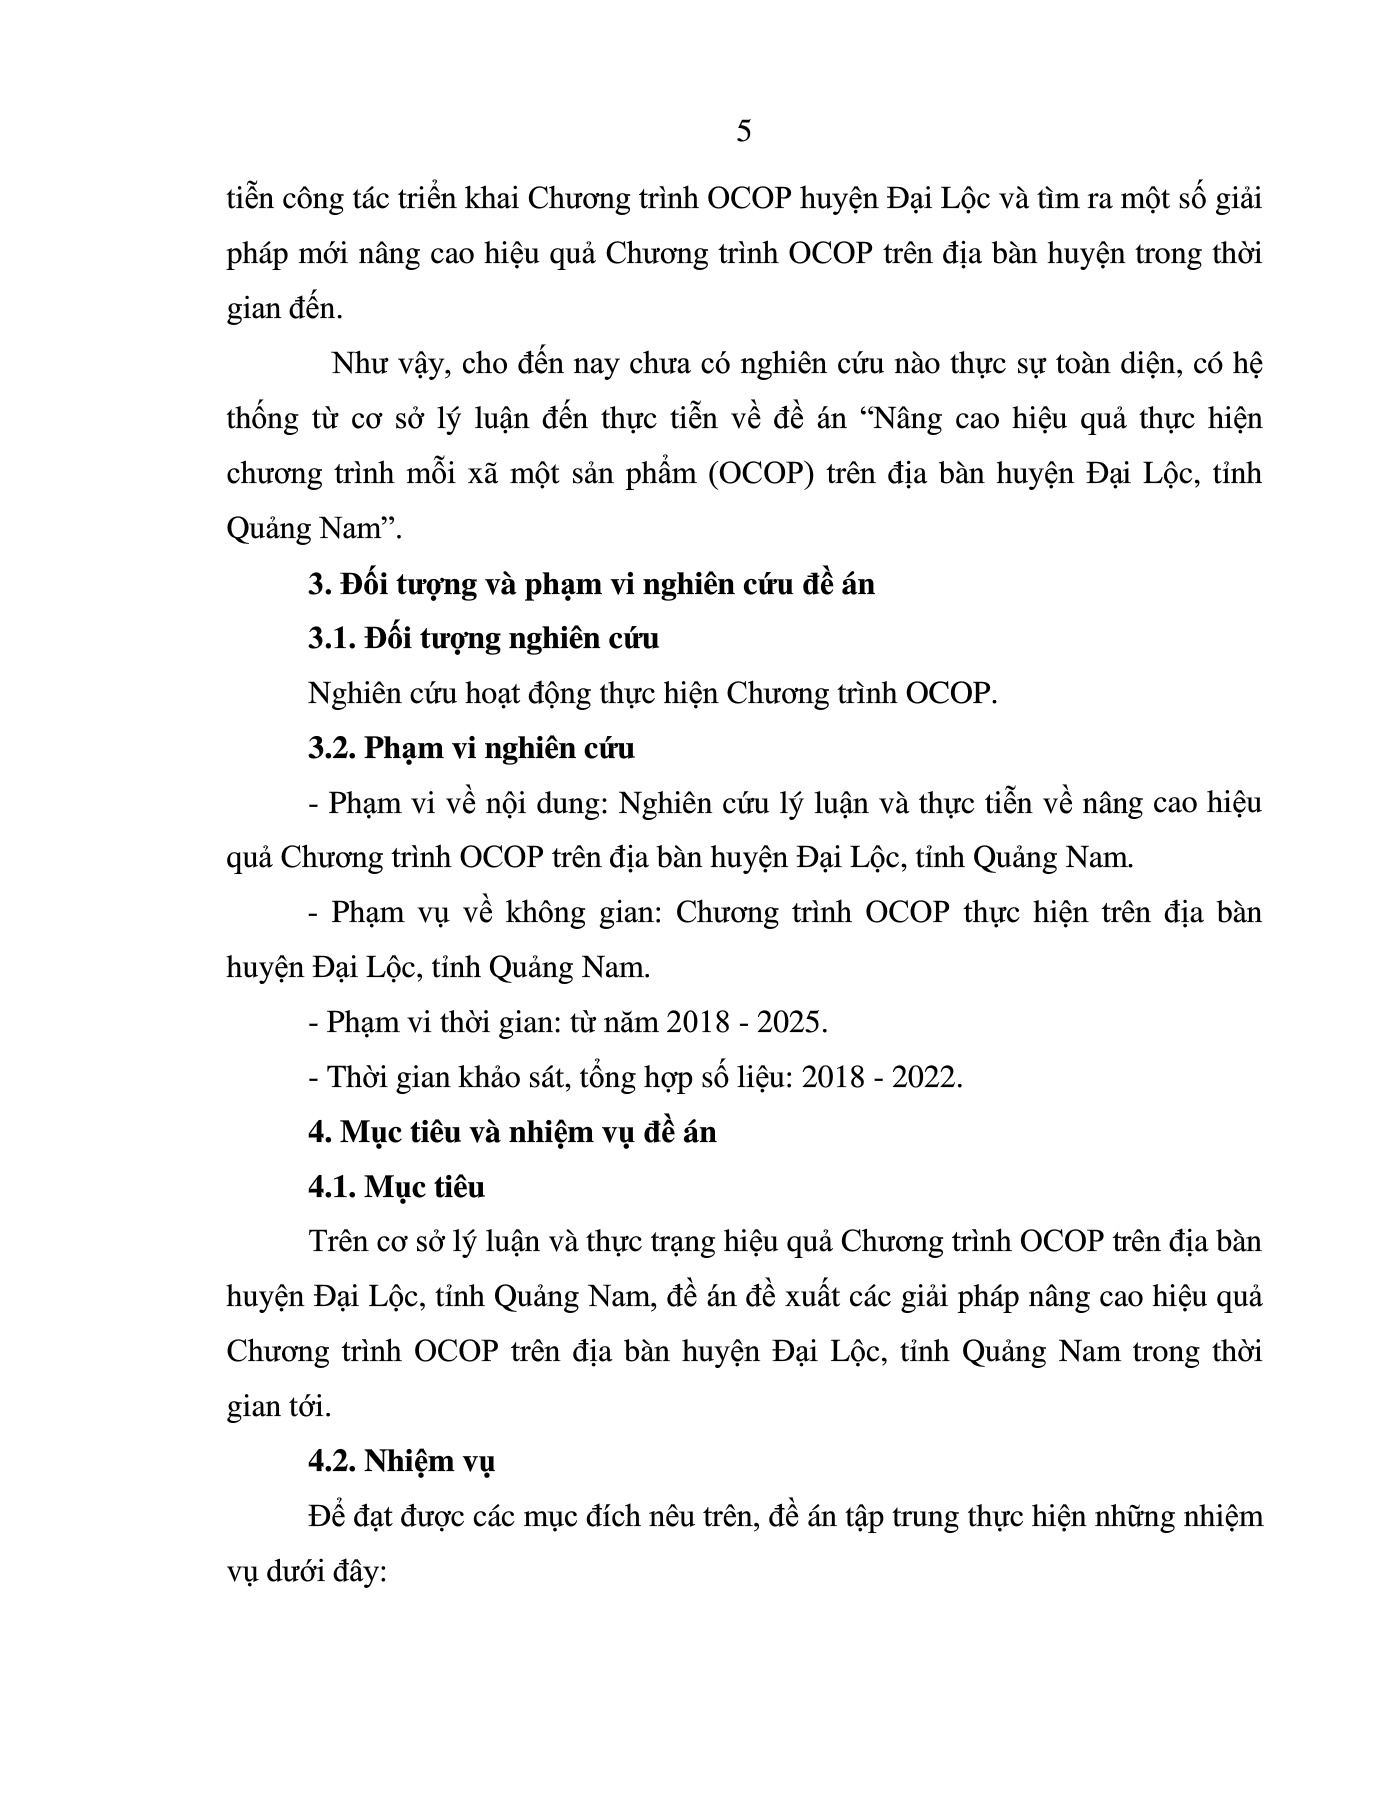 5
tiễn công tác triển khai Chương trình OCOP huyện Đại Lộc và tìm ra một số giải
pháp mới nâng cao hiệu quả Chương trình OCOP trên địa bàn huyện trong thời
gian đến.
Như vậy, cho đến nay chưa có nghiên cứu nào thực sự toàn diện, có hệ
thống từ cơ sở lý luận đến thực tiễn về đề án “Nâng cao hiệu quả thực hiện
chương trình mỗi xã một sản phẩm (OCOP) trên địa bàn huyện Đại Lộc, tỉnh
Quảng Nam”.
3. Đối tượng và phạm vi nghiên cứu đề án
3.1. Đối tượng nghiên cứu
Nghiên cứu hoạt động thực hiện Chương trình OCOP.
3.2. Phạm vi nghiên cứu
- Phạm vi về nội dung: Nghiên cứu lý luận và thực tiễn về nâng cao hiệu
quả Chương trình OCOP trên địa bàn huyện Đại Lộc, tỉnh Quảng Nam.
- Phạm vụ về không gian: Chương trình OCOP thực hiện trên địa bàn
huyện Đại Lộc, tỉnh Quảng Nam.
- Phạm vi thời gian: từ năm 2018 - 2025.
- Thời gian khảo sát, tổng hợp số liệu: 2018 - 2022.
4. Mục tiêu và nhiệm vụ đề án
4.1. Mục tiêu
Trên cơ sở lý luận và thực trạng hiệu quả Chương trình OCOP trên địa bàn
huyện Đại Lộc, tỉnh Quảng Nam, đề án đề xuất các giải pháp nâng cao hiệu quả
Chương trình OCOP trên địa bàn huyện Đại Lộc, tỉnh Quảng Nam trong thời
gian tới.
4.2. Nhiệm vụ
Để đạt được các mục đích nêu trên, đề án tập trung thực hiện những nhiệm
vụ dưới đây: